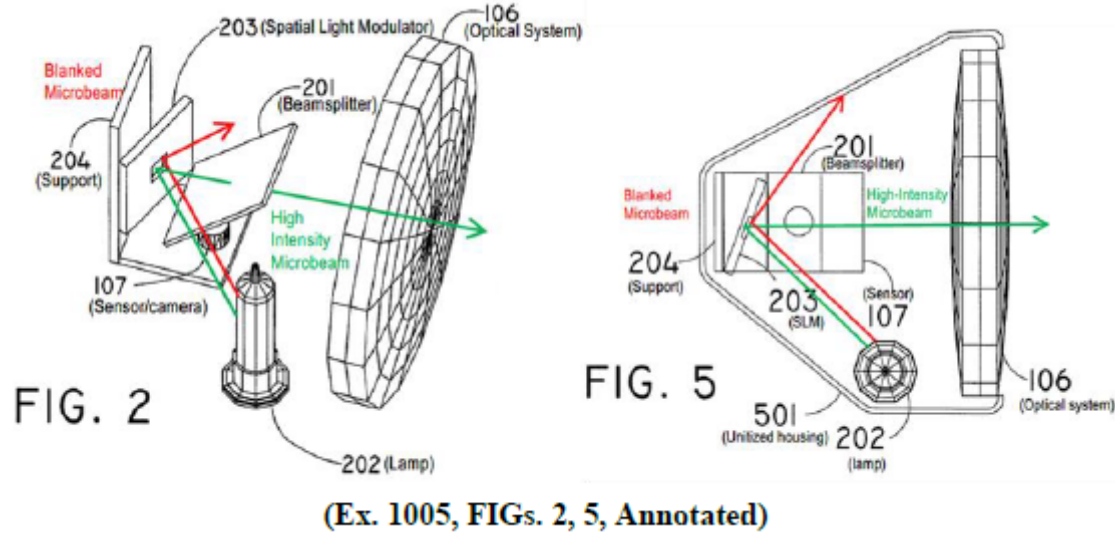 203 (Spatial Light Modulator)
106
(Optical System)
Blanked
Microbeam
201
(Beamsplitter)
204
(Support)
High
Intensity
Microbeam
107
(Sensor/camera)
FIG. 2
202 (Lamp)
201
(Beamsplitter)
Blanked
Microbeam
High-Intensity
Microbeam
204
(Support)
203
(SLM)
(Sensor)
107
FIG. 5
106
(Optical system)
501
(Unitized housing)
202
(lamp)
(Ex. 1005, FIGs. 2, 5, Annotated)